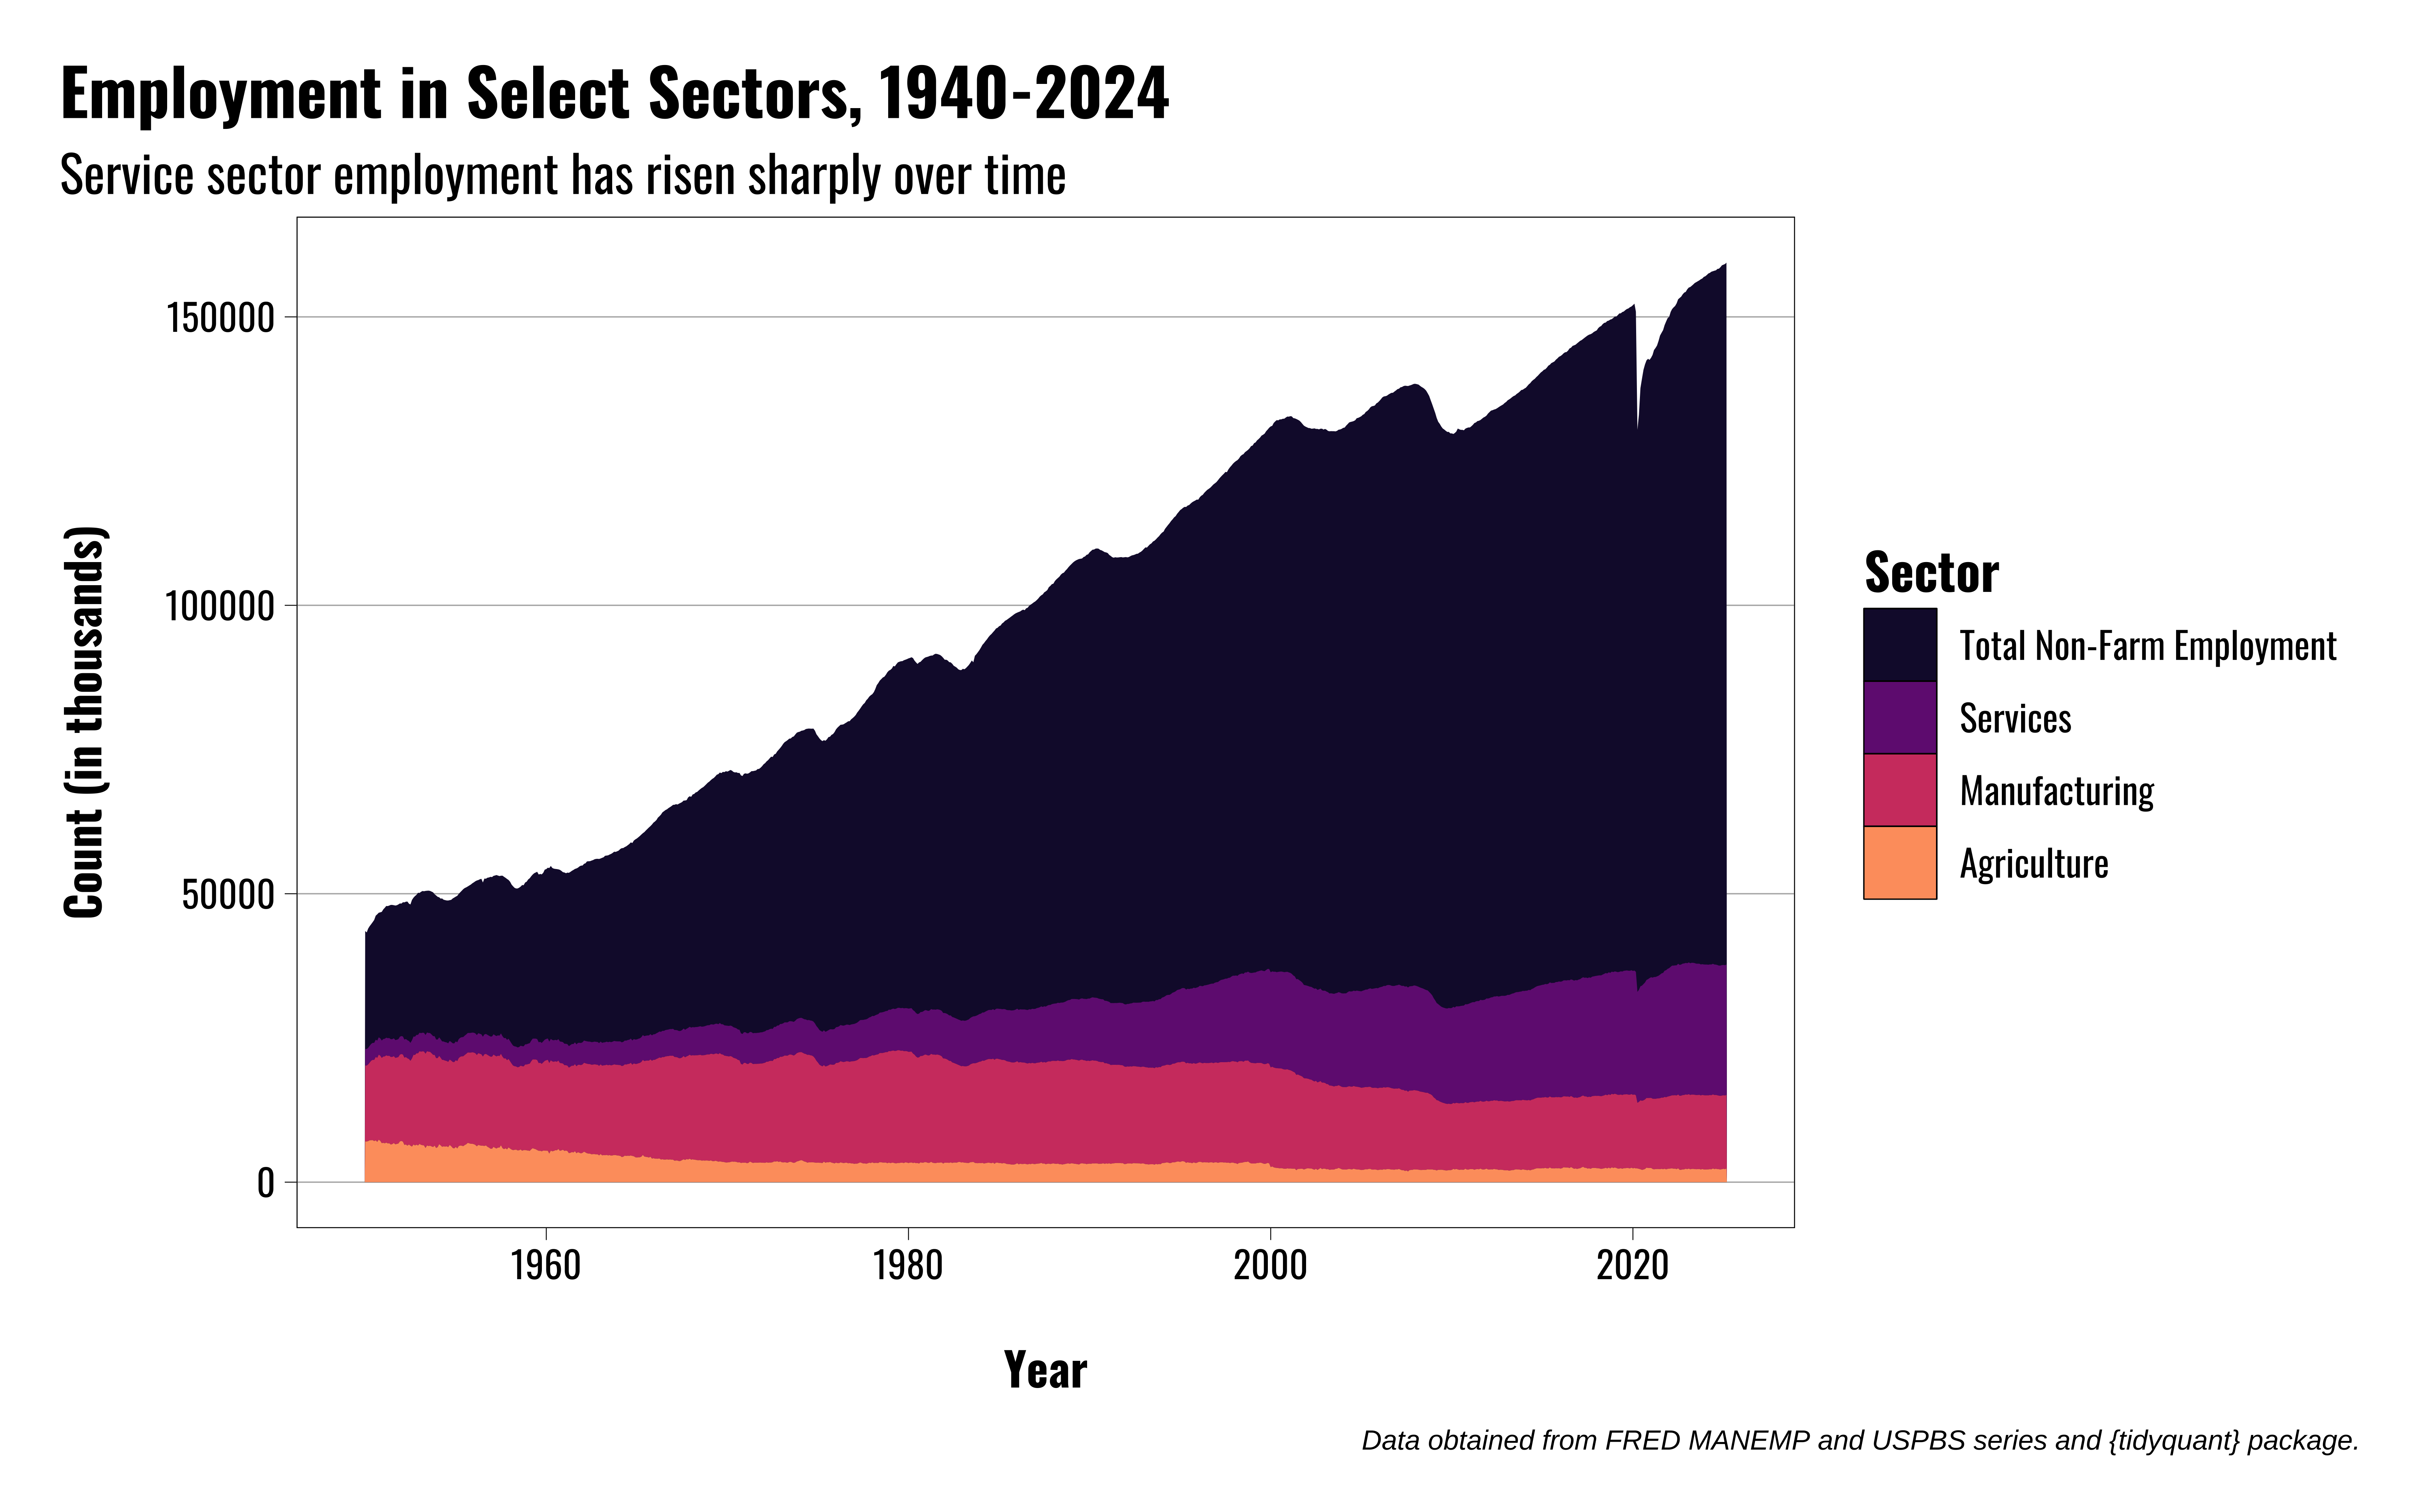 Employment in Select Sectors, 1940-2024
Service sector employment has risen sharply over time
Count (in thousands)
150000
100000
50000
0
1960
1980
2000
2020
Year
Sector
Total Non-Farm Employment
Services
Manufacturing
Agriculture
Data obtained from FRED MANEMP and USPBS series and {tidyquant} package.